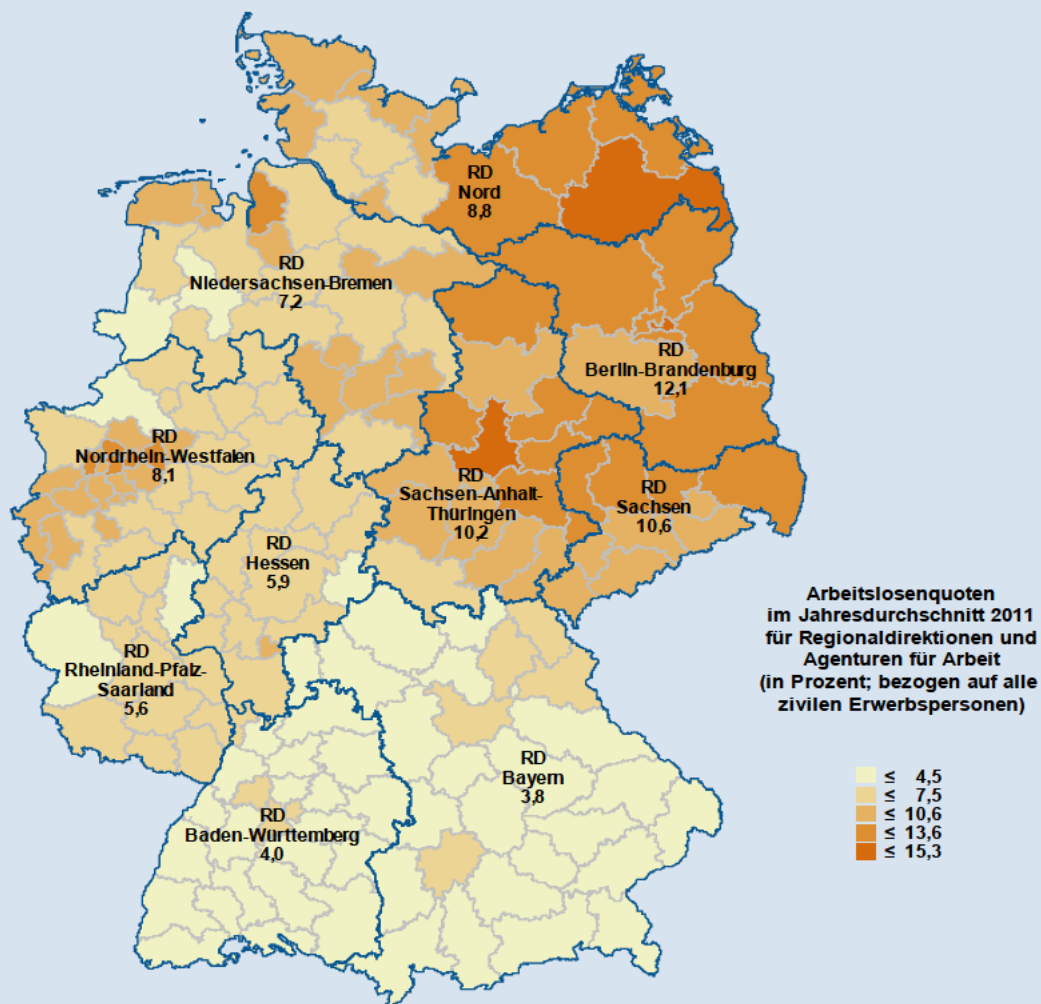 RD
Nord
8,8
RD
Niedersachsen-Bremen
7,2
RD
Berlin-Brandenburg
12,1
RD
Nordrhein-Westfalen
8,1
RD
Sachsen-Anhalt-
Thüringen
10,2
RD
Sachsen
10,6
RD
Hessen
5,9
RD
Rheinland-Pfalz-
Saarland
5,6
RD
Bayern
3,8
RD
Baden-Württemberg
4,0
Arbeitslosenquoten
im Jahresdurchschnitt 2011
für Regionaldirektionen und
Agenturen für Arbeit
(in Prozent; bezogen auf alle
zivilen Erwerbspersonen)
≤ 4,5
≤ 7,5
≤ 10,6
≤ 13,6
≤ 15,3